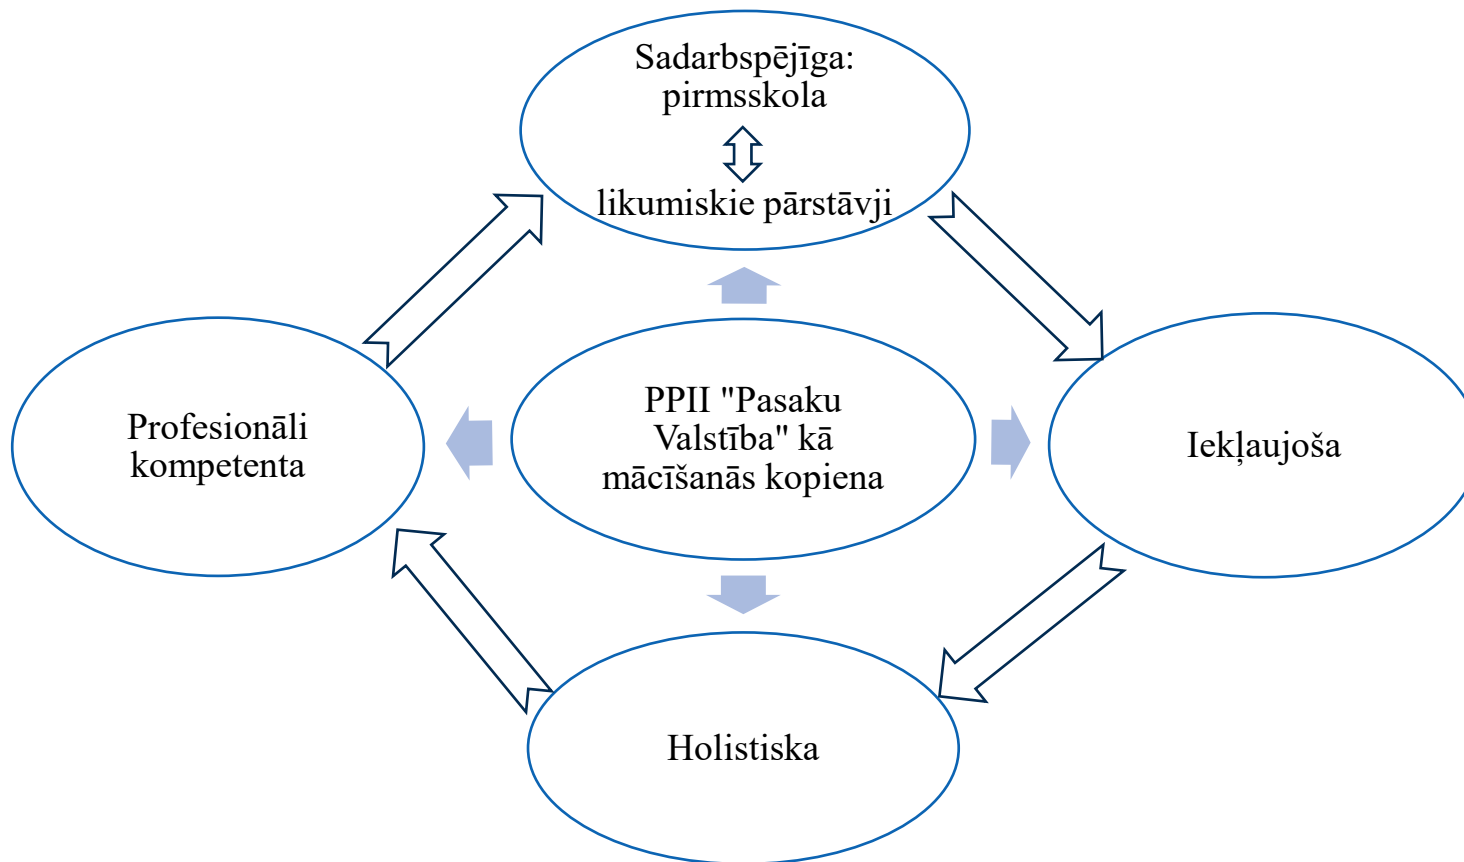 Sadarbspējīga:
pirmsskola
likumiskie pārstāvji
Profesionāli
kompetenta
PPII "Pasaku
Valstība" kā
mācīšanās kopiena
Iekļaujoša
Holistiska